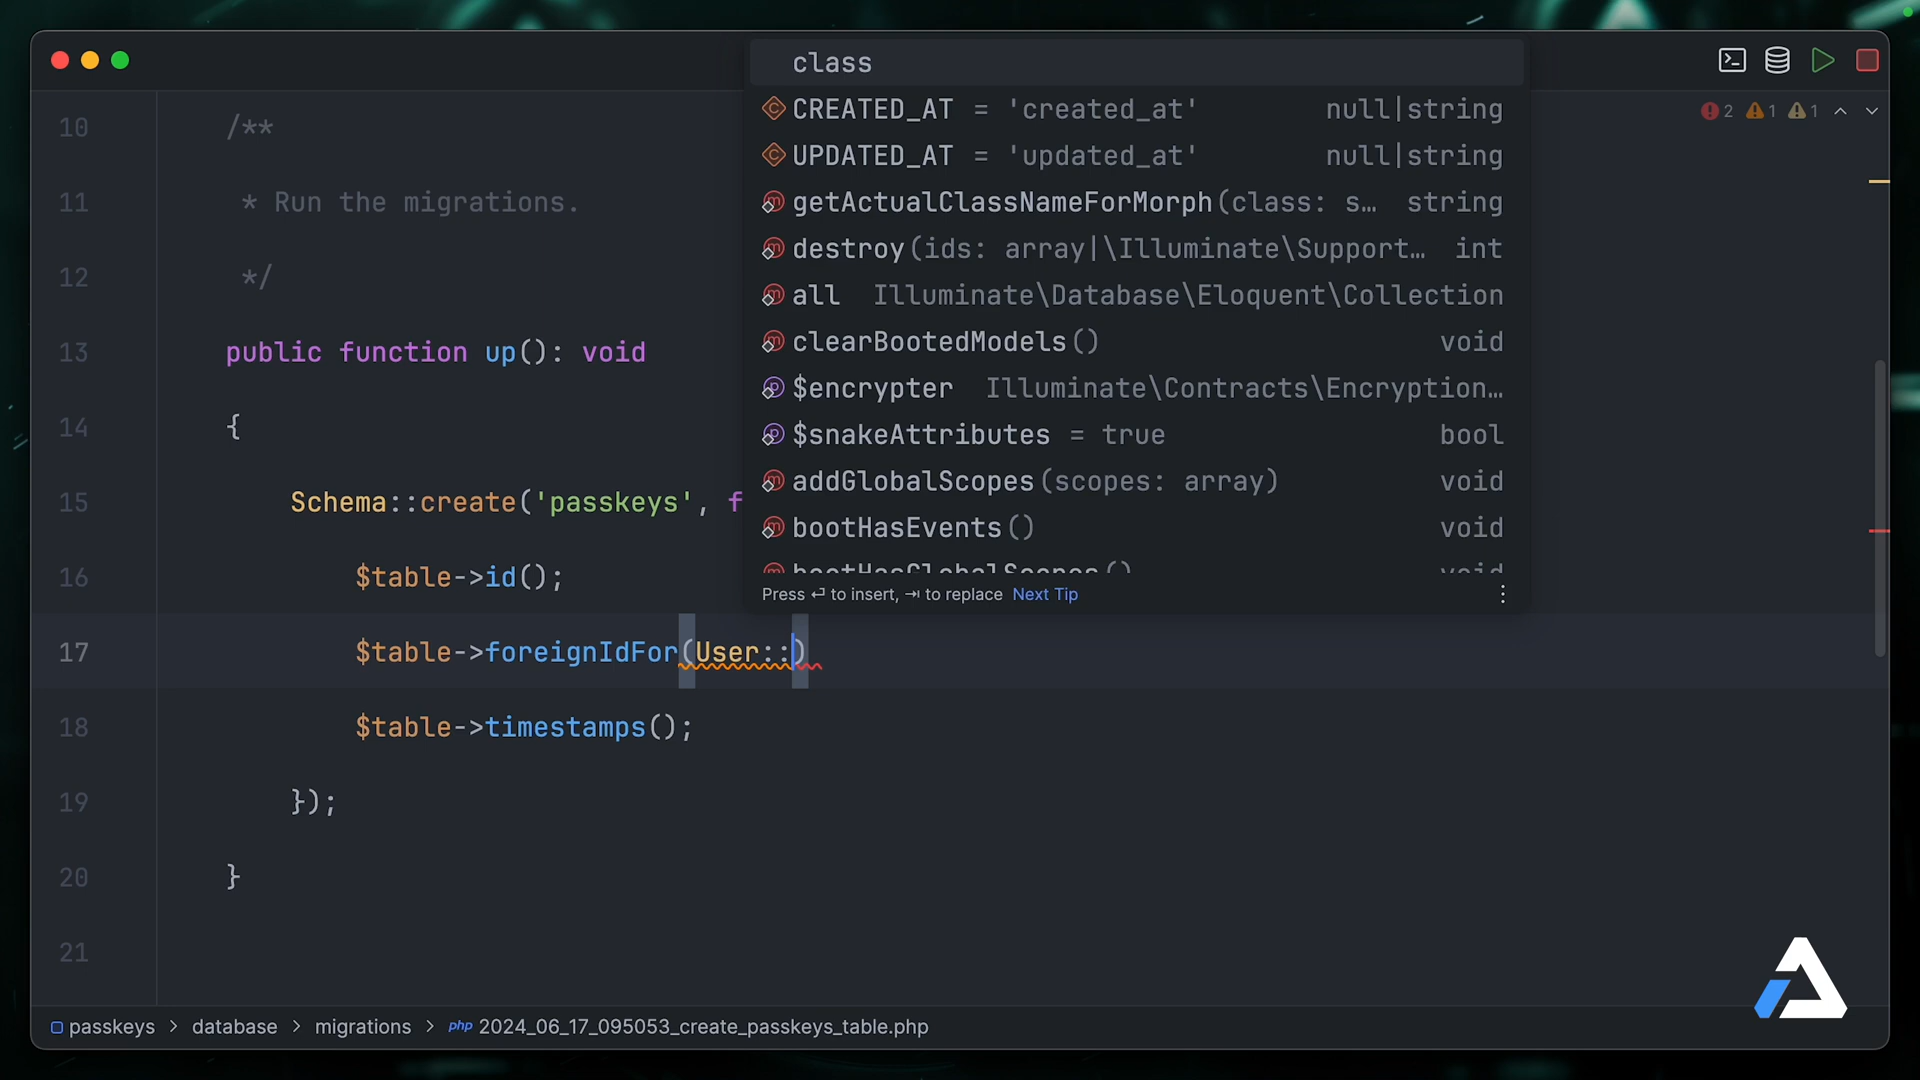 class
CREATED_AT = 'created_at' null|string
UPDATED_AT = 'updated_at' null|string
getActualClassNameForMorph(class: s… string
destroy(ids: array|\Illuminate\Support… int
all Illuminate\Database\Eloquent\Collection
clearBootedModels() void
$encrypter Illuminate\Contracts\Encryption…
$snakeAttributes = true bool
addGlobalScopes(scopes: array) void
bootHasEvents() void
bootHasGlobalScopes() void
Press ⏎ to insert, ⇥ to replace Next Tip
2 1 1
10 /**
11 * Run the migrations.
12 */
13 public function up(): void
14 {
15 Schema::create('passkeys', f
16 $table->id();
17 $table->foreignIdFor(User::)
18 $table->timestamps();
19 });
20 }
21
passkeys > database > migrations > php 2024_06_17_095053_create_passkeys_table.php